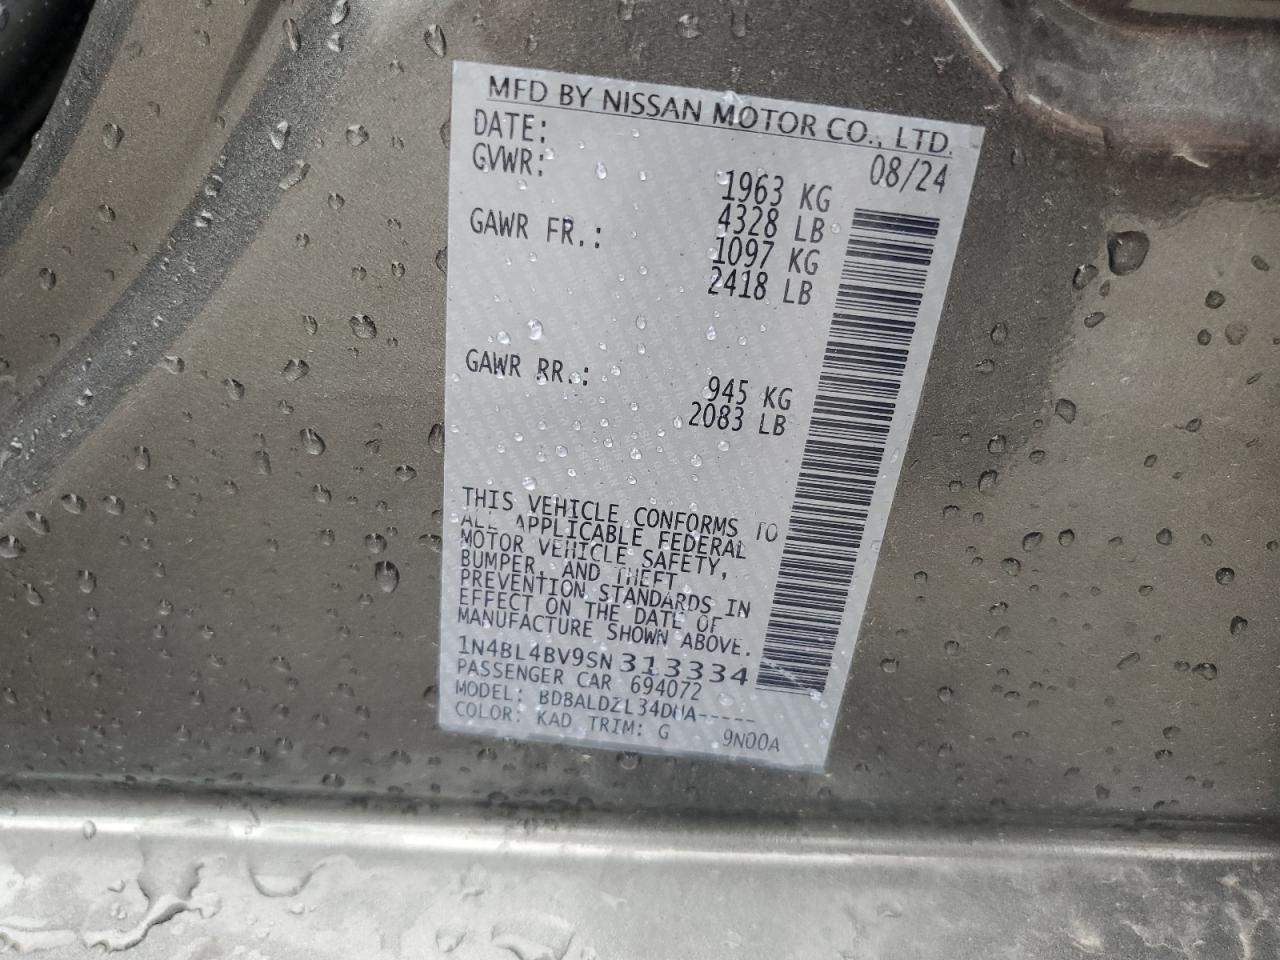 MFD BY NISSAN MOTOR CO., LTD.
DATE: 08/24
GVWR: 1963 KG
4328 LB
GAWR FR.: 1097 KG
2418 LB
GAWR RR.: 945 KG
2083 LB
THIS VEHICLE CONFORMS TO
ALL APPLICABLE FEDERAL
MOTOR VEHICLE SAFETY,
BUMPER, AND THEFT
PREVENTION STANDARDS IN
EFFECT ON THE DATE OF
MANUFACTURE SHOWN ABOVE.
1N4BL4BV9SN313334
PASSENGER CAR 694072
MODEL:
COLOR: KAD TRIM: G 9N00A